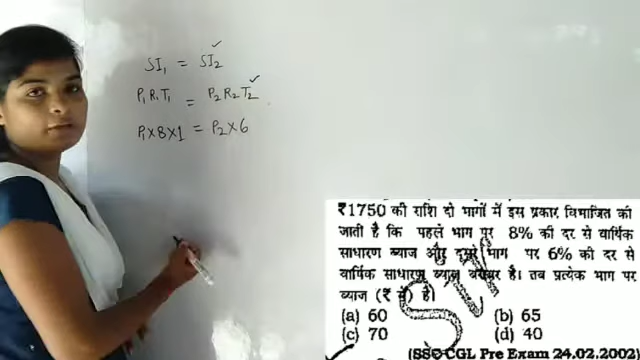 SI₁ = SI₂ ✓
P₁R₁T₁ = P₂R₂T₂ ✓
P₁×8×1 = P₂×6
₹1750 की राशि दो भागों में इस प्रकार विभाजित की
जाती है कि पहले भाग पर 8% की दर से वार्षिक
साधारण ब्याज और दूसरे भाग पर 6% की दर से
वार्षिक साधारण ब्याज बराबर है। तब प्रत्येक भाग पर
ब्याज (₹ में) है।
(a) 60 (b) 65
(c) 70 (d) 40
(SSC CGL Pre Exam 24.02.2002)
Sir